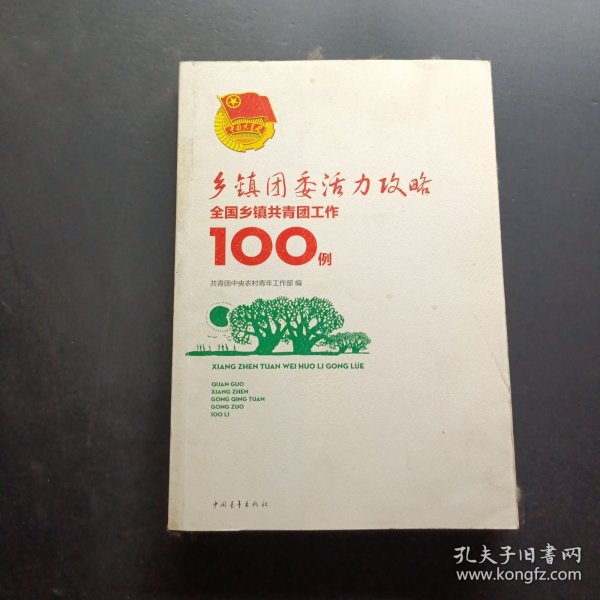 乡镇团委活力攻略
全国乡镇共青团工作
100例
共青团中央农村青年工作部 编
XIANG ZHEN TUAN WEI HUO LI GONG LÜE
QUAN GUO
XIANG ZHEN
GONG QING TUAN
GONG ZUO
100 LI
中国青年出版社
孔夫子旧书网
www.kongfz.com